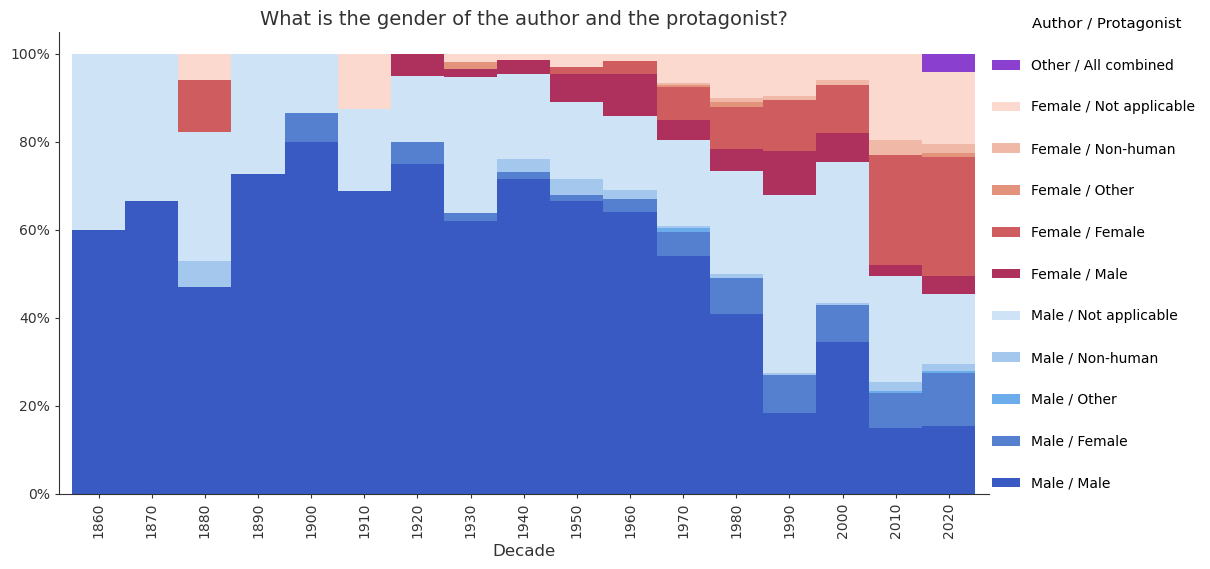 What is the gender of the author and the protagonist?
Author / Protagonist
Other / All combined
Female / Not applicable
Female / Non-human
Female / Other
Female / Female
Female / Male
Male / Not applicable
Male / Non-human
Male / Other
Male / Female
Male / Male
100%
80%
60%
40%
20%
0%
1860
1870
1880
1890
1900
1910
1920
1930
1940
1950
1960
1970
1980
1990
2000
2010
2020
Decade